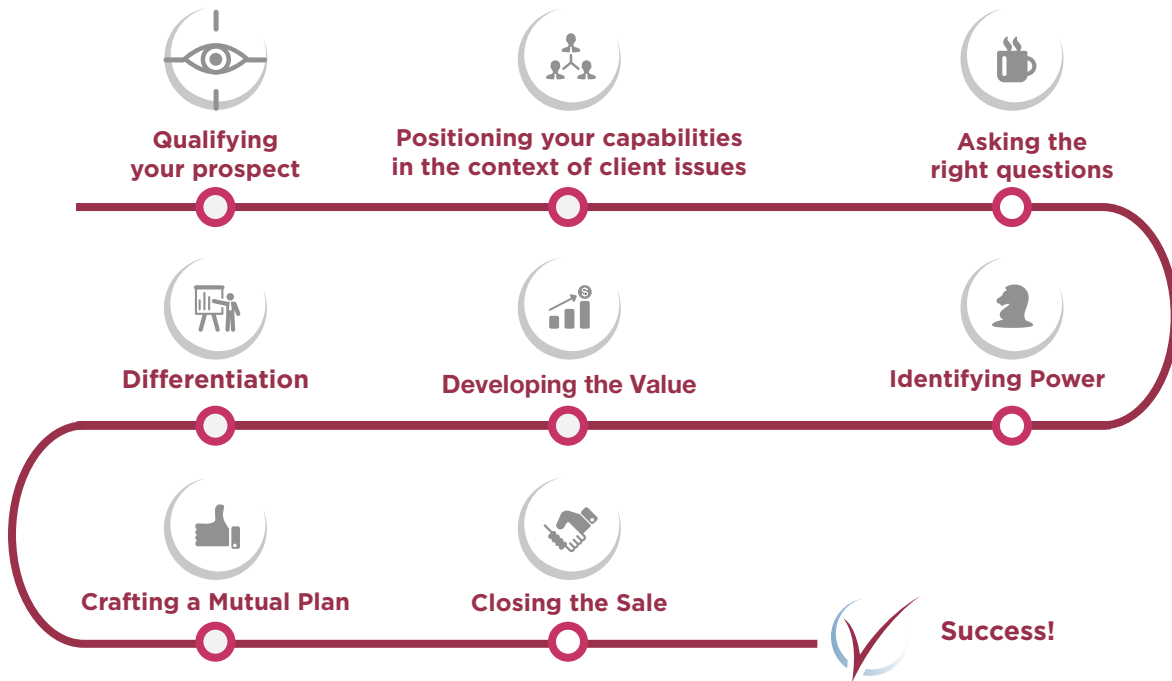 Qualifying
your prospect
Positioning your capabilities
in the context of client issues
Asking the
right questions
Identifying Power
Developing the Value
$
Differentiation
Crafting a Mutual Plan
Closing the Sale
Success!